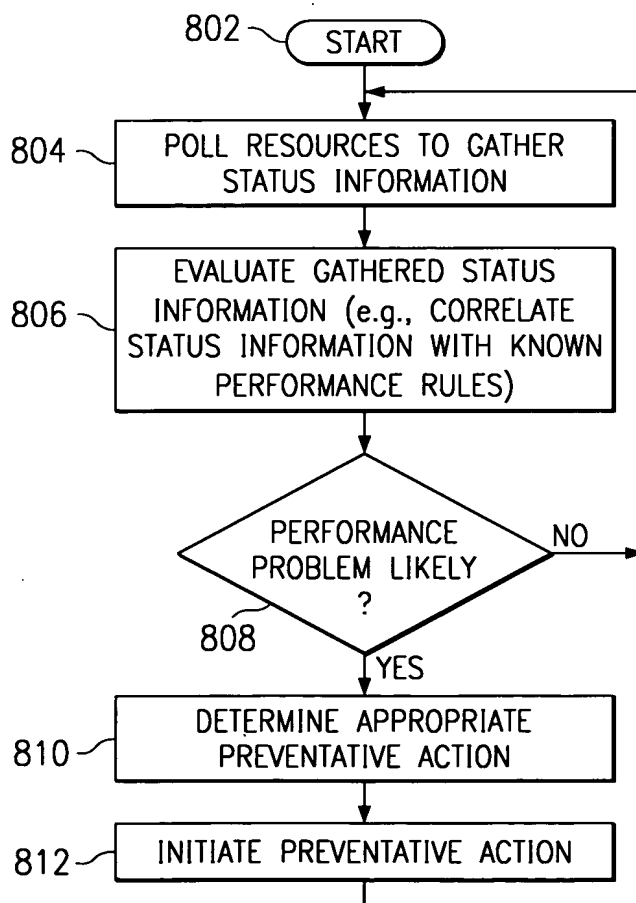 802
START
804
POLL RESOURCES TO GATHER
STATUS INFORMATION
806
EVALUATE GATHERED STATUS
INFORMATION (e.g., CORRELATE
STATUS INFORMATION WITH KNOWN
PERFORMANCE RULES)
PERFORMANCE
PROBLEM LIKELY
?
NO
808
YES
810
DETERMINE APPROPRIATE
PREVENTATIVE ACTION
812
INITIATE PREVENTATIVE ACTION